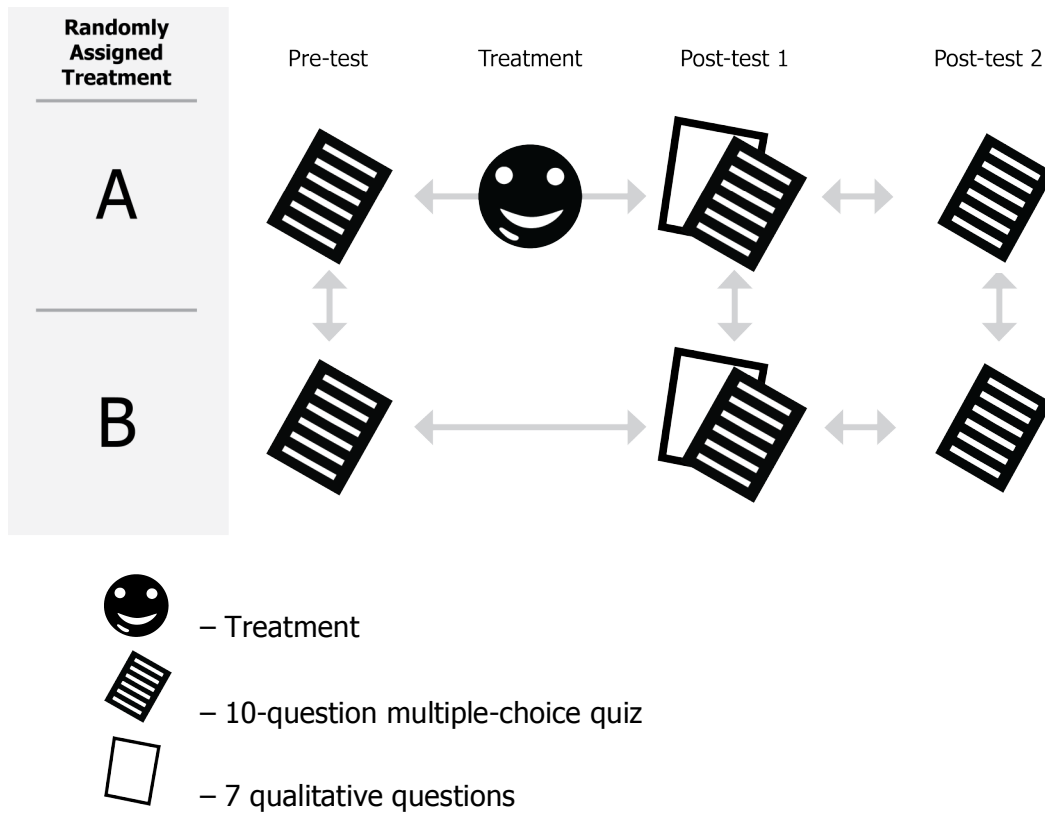 Randomly
Assigned
Treatment
Pre-test
Treatment
Post-test 1
Post-test 2
A
B
– Treatment
– 10-question multiple-choice quiz
– 7 qualitative questions